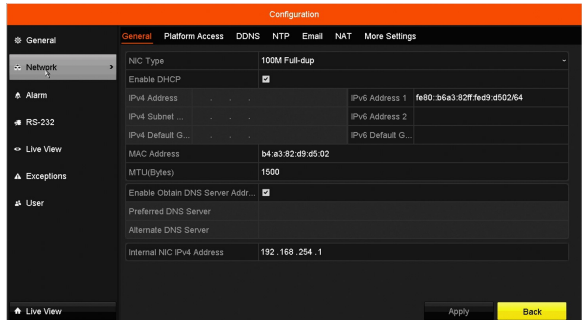 Configuration
General
Network
Alarm
RS-232
Live View
Exceptions
User
Live View
General Platform Access DDNS NTP Email NAT More Settings
NIC Type 100M Full-dup
Enable DHCP
IPv4 Address . . . IPv6 Address 1 fe80::b6a3:82ff:fed9:d502/64
IPv4 Subnet ... . . . IPv6 Address 2
IPv4 Default G... . . . IPv6 Default G...
MAC Address b4:a3:82:d9:d5:02
MTU(Bytes) 1500
Enable Obtain DNS Server Addr...
Preferred DNS Server
Alternate DNS Server
Internal NIC IPv4 Address 192.168.254.1
Apply Back